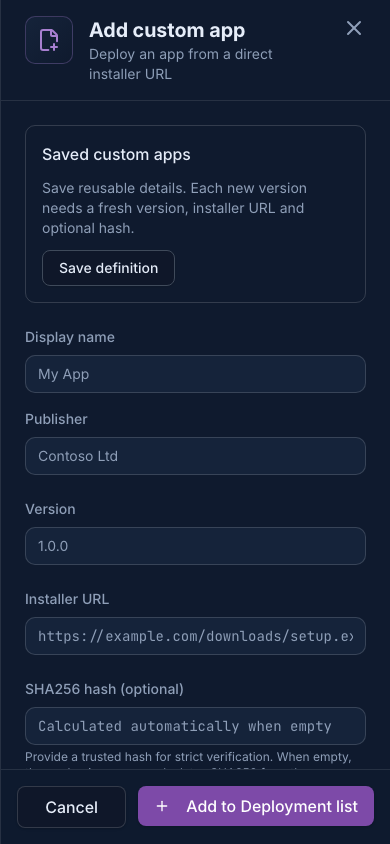 Add custom app
Deploy an app from a direct
installer URL
Saved custom apps
Save reusable details. Each new version
needs a fresh version, installer URL and
optional hash.
Save definition
Display name
My App
Publisher
Contoso Ltd
Version
1.0.0
Installer URL
https://example.com/downloads/setup.ex
SHA256 hash (optional)
Calculated automatically when empty
Provide a trusted hash for strict verification. When empty,
Cancel
+ Add to Deployment list